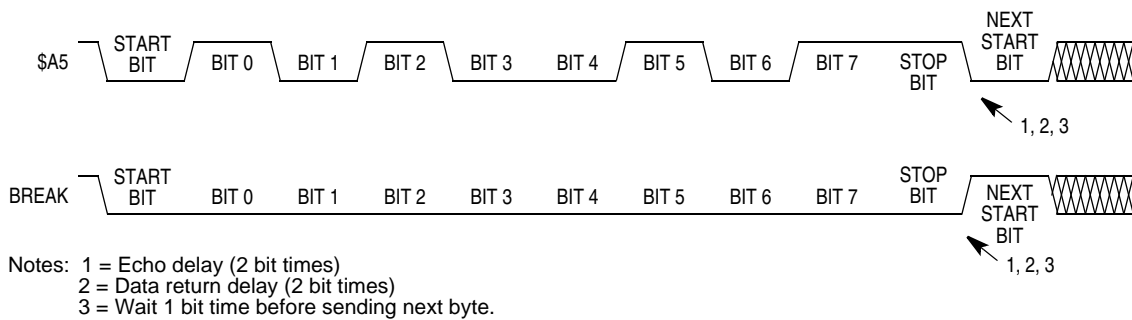 $A5 START BIT BIT 0 BIT 1 BIT 2 BIT 3 BIT 4 BIT 5 BIT 6 BIT 7 STOP BIT NEXT START BIT
1, 2, 3
BREAK START BIT BIT 0 BIT 1 BIT 2 BIT 3 BIT 4 BIT 5 BIT 6 BIT 7 STOP BIT NEXT START BIT
1, 2, 3
Notes: 1 = Echo delay (2 bit times)
2 = Data return delay (2 bit times)
3 = Wait 1 bit time before sending next byte.